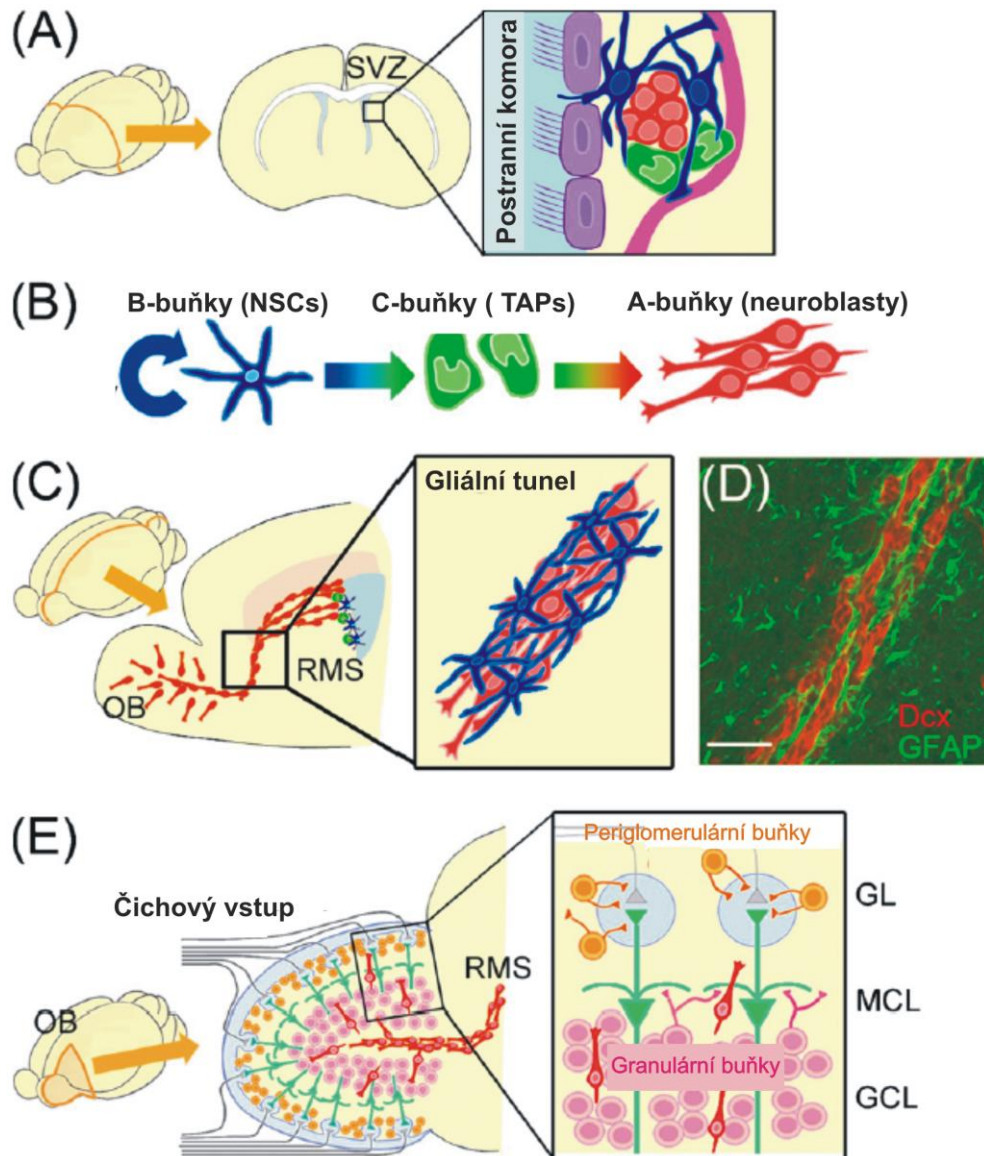 (A)
SVZ
Postranní komora
(B)
B-buňky (NSCs)
C-buňky ( TAPs)
A-buňky (neuroblasty)
(C)
OB
RMS
Gliální tunel
(D)
Dcx
GFAP
(E)
Čichový vstup
OB
RMS
Periglomerulární buňky
GL
MCL
Granulární buňky
GCL